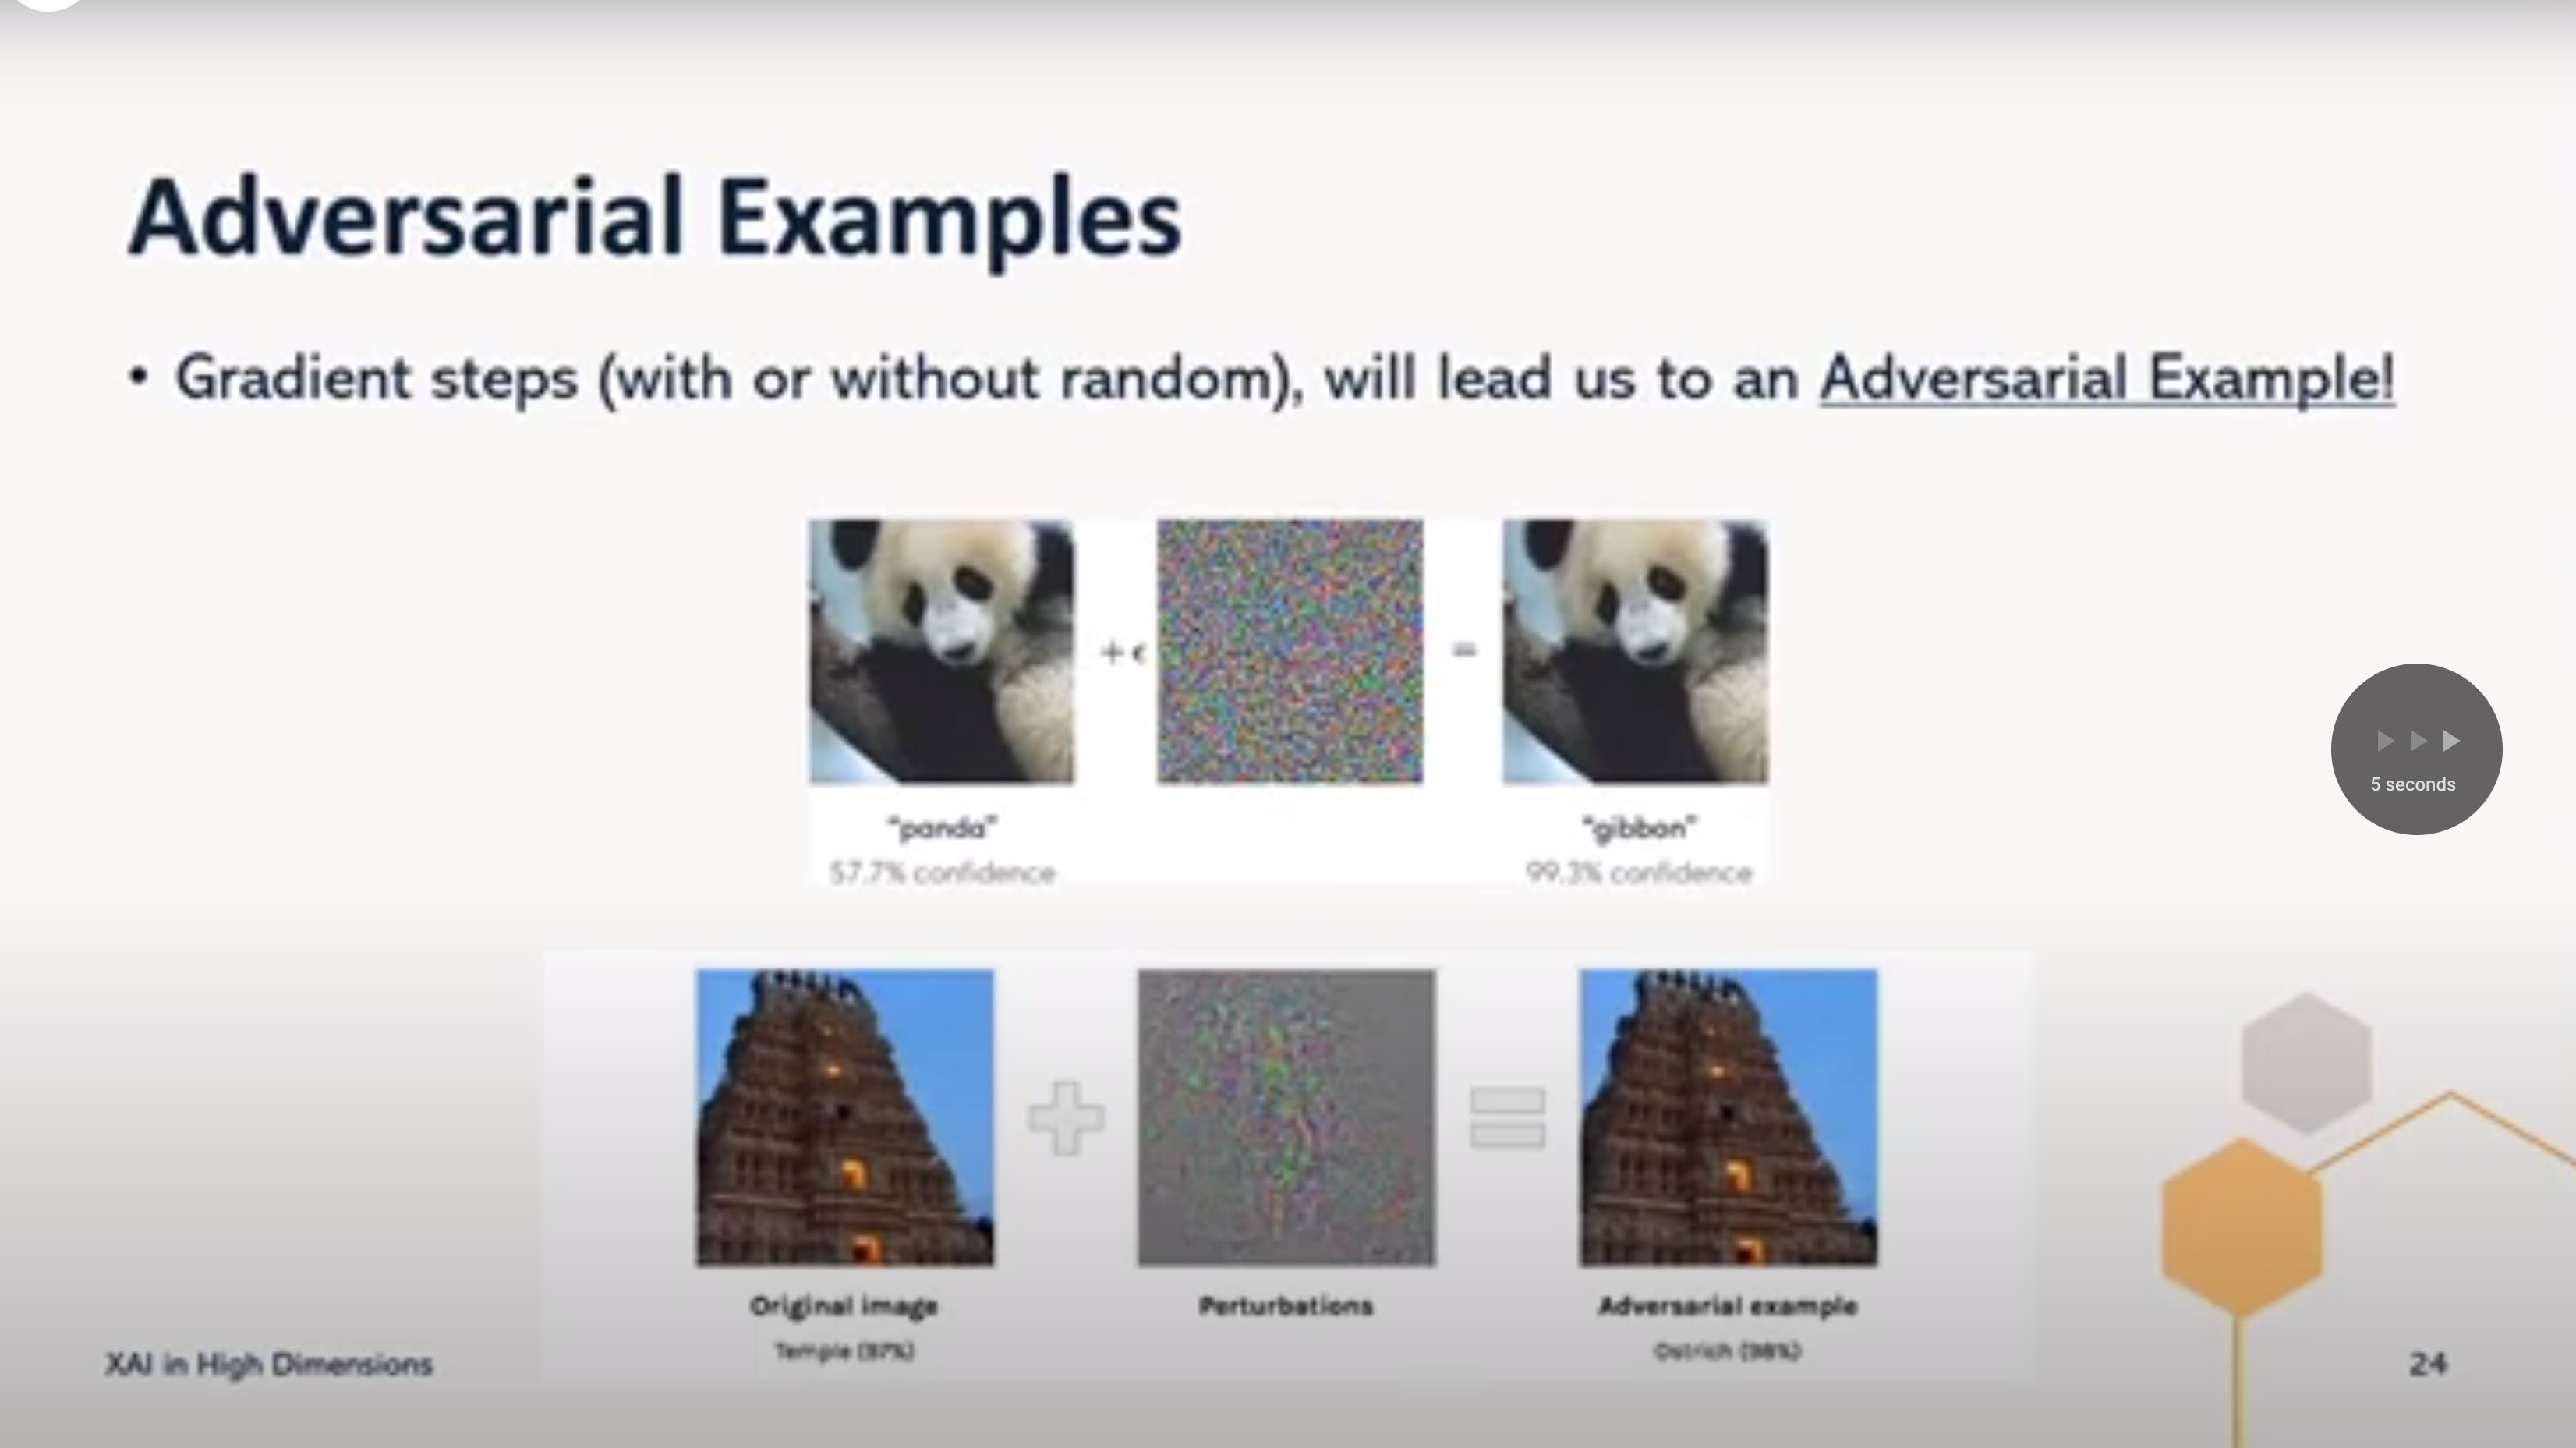 Adversarial Examples
• Gradient steps (with or without random), will lead us to an Adversarial Example!
+ ϵ
=
"panda"
57.7% confidence
"gibbon"
99.3% confidence
5 seconds
Original image
Temple (97%)
Perturbations
Adversarial example
Ostrich (98%)
XAI in High Dimensions
24